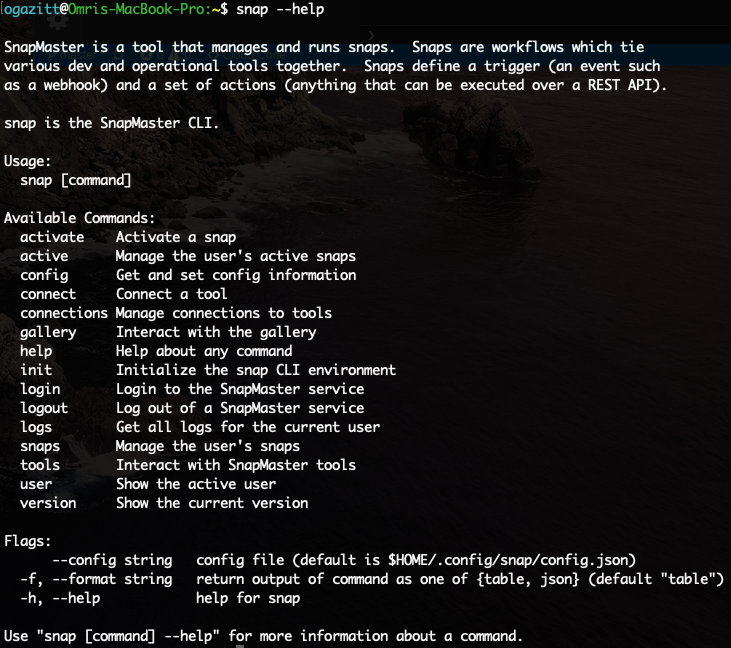 ogazitt@Omris-MacBook-Pro:~$ snap --help
SnapMaster is a tool that manages and runs snaps.  Snaps are workflows which tie
various dev and operational tools together.  Snaps define a trigger (an event such
as a webhook) and a set of actions (anything that can be executed over a REST API).
snap is the SnapMaster CLI.
Usage:
  snap [command]
Available Commands:
  activate    Activate a snap
  active      Manage the user's active snaps
  config      Get and set config information
  connect     Connect a tool
  connections Manage connections to tools
  gallery     Interact with the gallery
  help        Help about any command
  init        Initialize the snap CLI environment
  login       Login to the SnapMaster service
  logout      Log out of a SnapMaster service
  logs        Get all logs for the current user
  snaps       Manage the user's snaps
  tools       Interact with SnapMaster tools
  user        Show the active user
  version     Show the current version
Flags:
      --config string   config file (default is $HOME/.config/snap/config.json)
  -f, --format string   return output of command as one of {table, json} (default "table")
  -h, --help            help for snap
Use "snap [command] --help" for more information about a command.